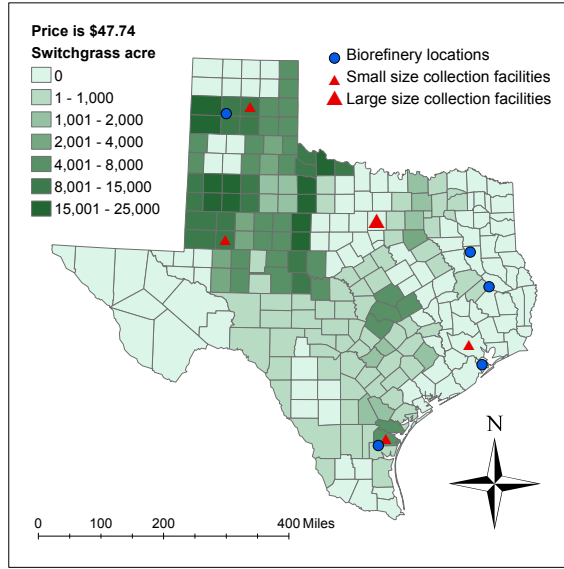 Price is $47.74
Switchgrass acre
0
1 - 1,000
1,001 - 2,000
2,001 - 4,000
4,001 - 8,000
8,001 - 15,000
15,001 - 25,000
Biorefinery locations
Small size collection facilities
Large size collection facilities
N
0 100 200 300 400 Miles